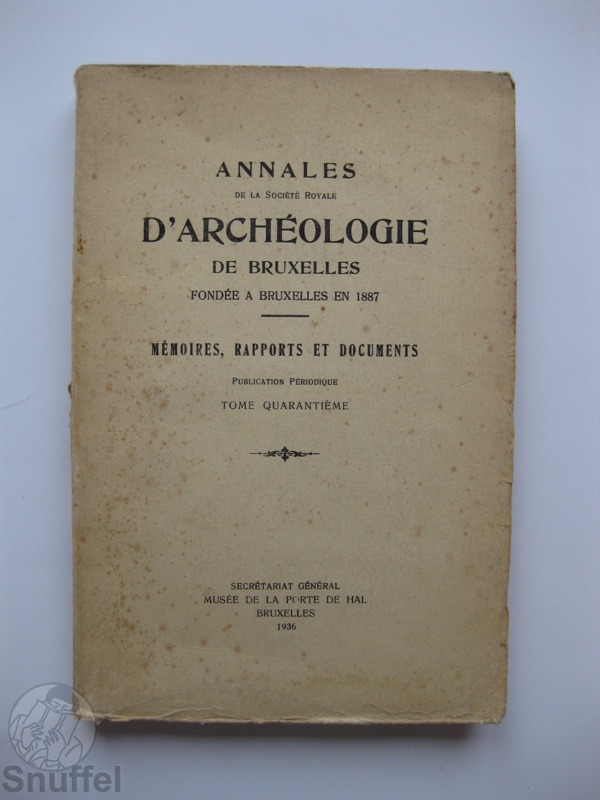 ANNALES
DE LA SOCIÉTÉ ROYALE
D'ARCHÉOLOGIE
DE BRUXELLES
FONDÉE A BRUXELLES EN 1887
MÉMOIRES, RAPPORTS ET DOCUMENTS
PUBLICATION PÉRIODIQUE
TOME QUARANTIÈME
SECRÉTARIAT GÉNÉRAL
MUSÉE DE LA PORTE DE HAL
BRUXELLES
1936
Snuffel